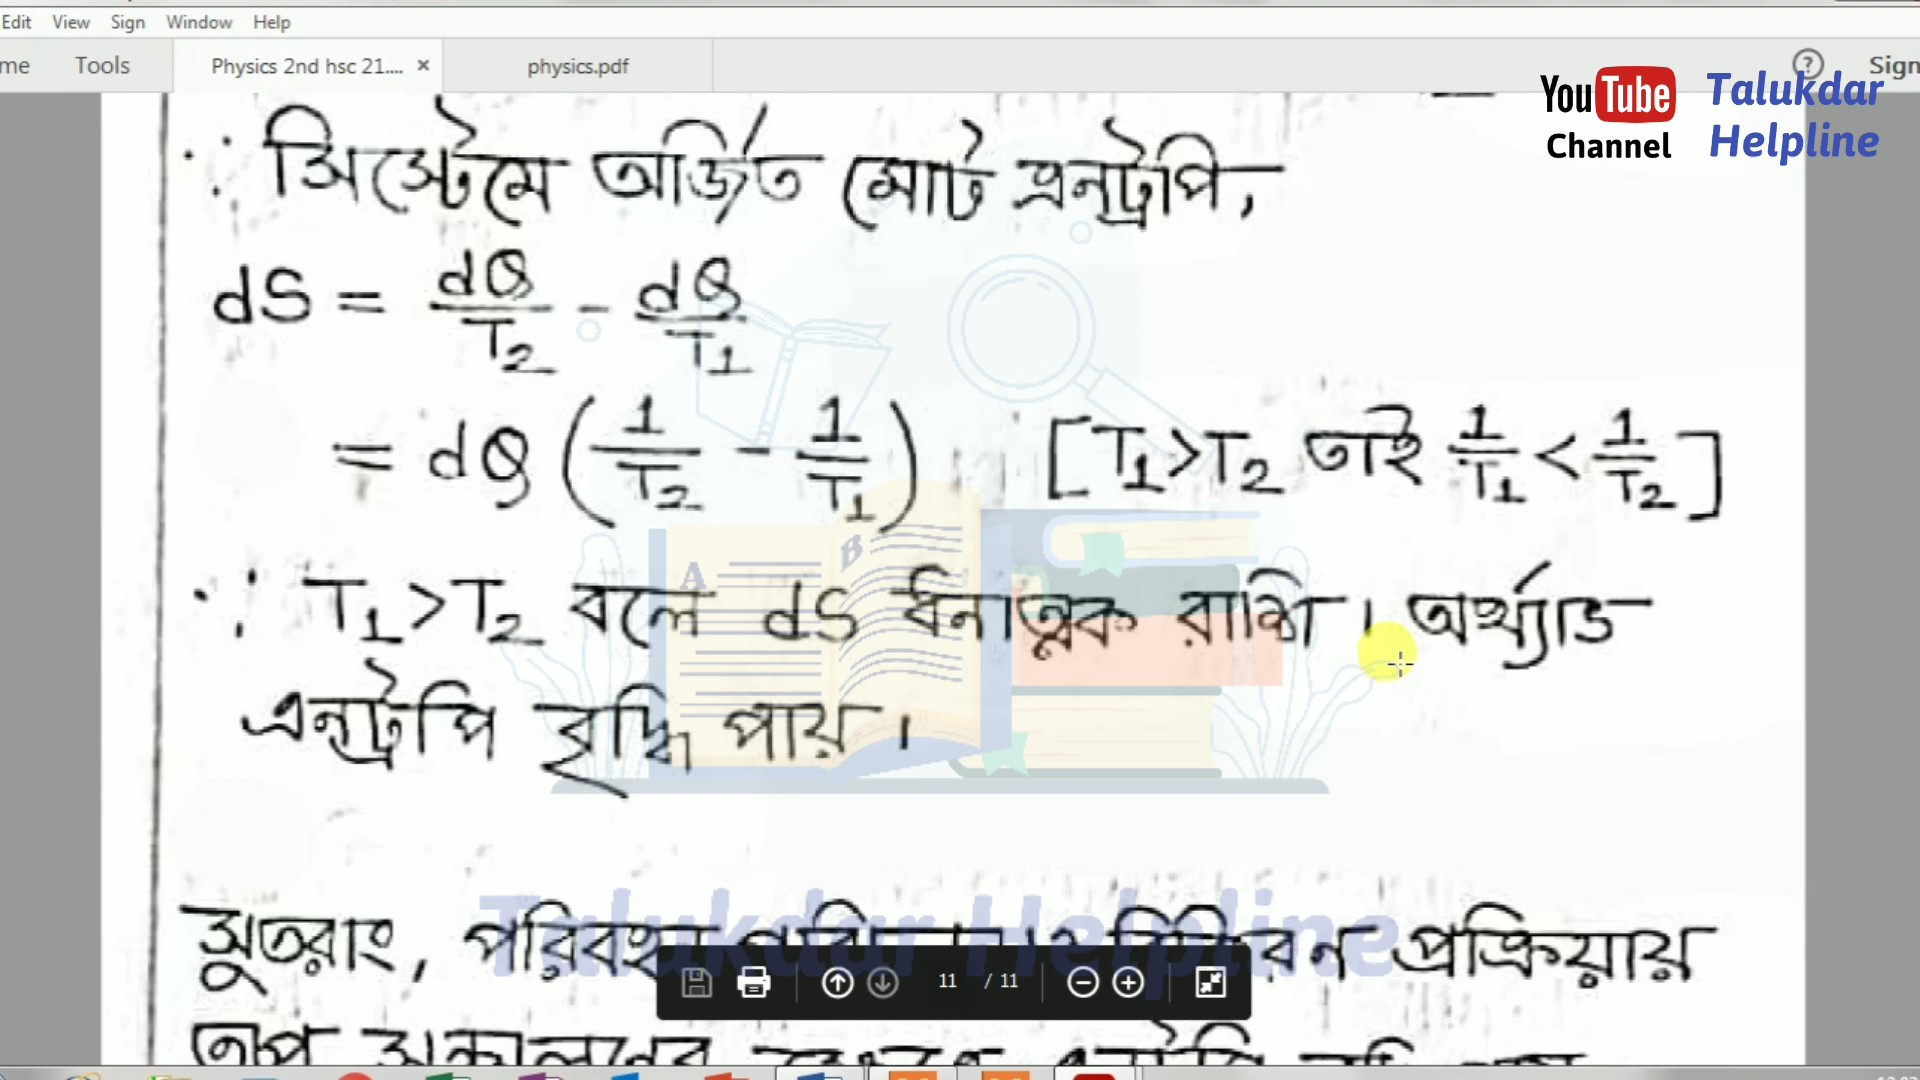 Edit View Sign Window Help
me Tools Physics 2nd hsc 21.... × physics.pdf ? Sign
YouTube Channel Talukdar Helpline
∴ সিস্টেমে অর্জিত মোট এনট্রপি,
dS = dQ/T₂ - dQ/T₁
= dQ (1/T₂ - 1/T₁) [T₁>T₂ তাই 1/T₁ < 1/T₂]
∴ T₁>T₂ বলে dS ধনাত্মক রাশি। অর্থ্যাত
এনট্রপি বৃদ্ধি পায়।
A B
Talukdar Helpline
সুতরাং, প্রক্রিয়ায়
11 / 11
তাপ